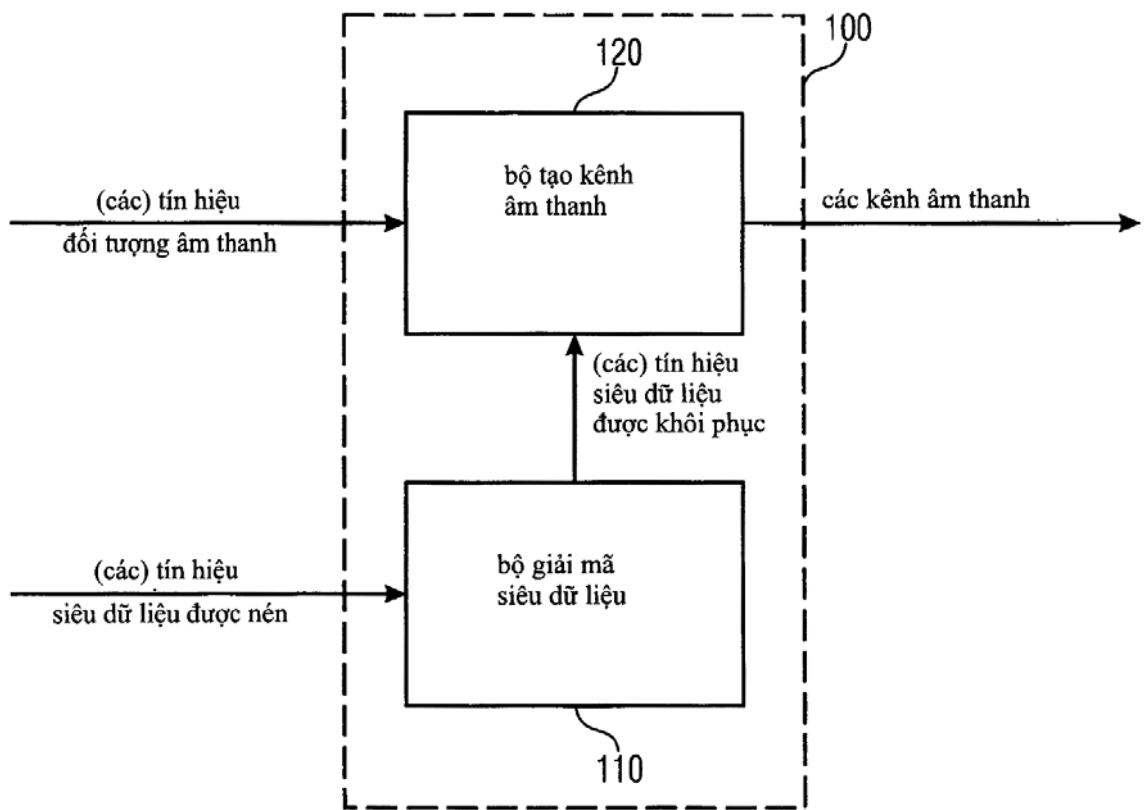 100
120
bộ tạo kênh
âm thanh
(các) tín hiệu
đối tượng âm thanh
các kênh âm thanh
(các) tín hiệu
siêu dữ liệu
được khôi phục
(các) tín hiệu
siêu dữ liệu được nén
bộ giải mã
siêu dữ liệu
110